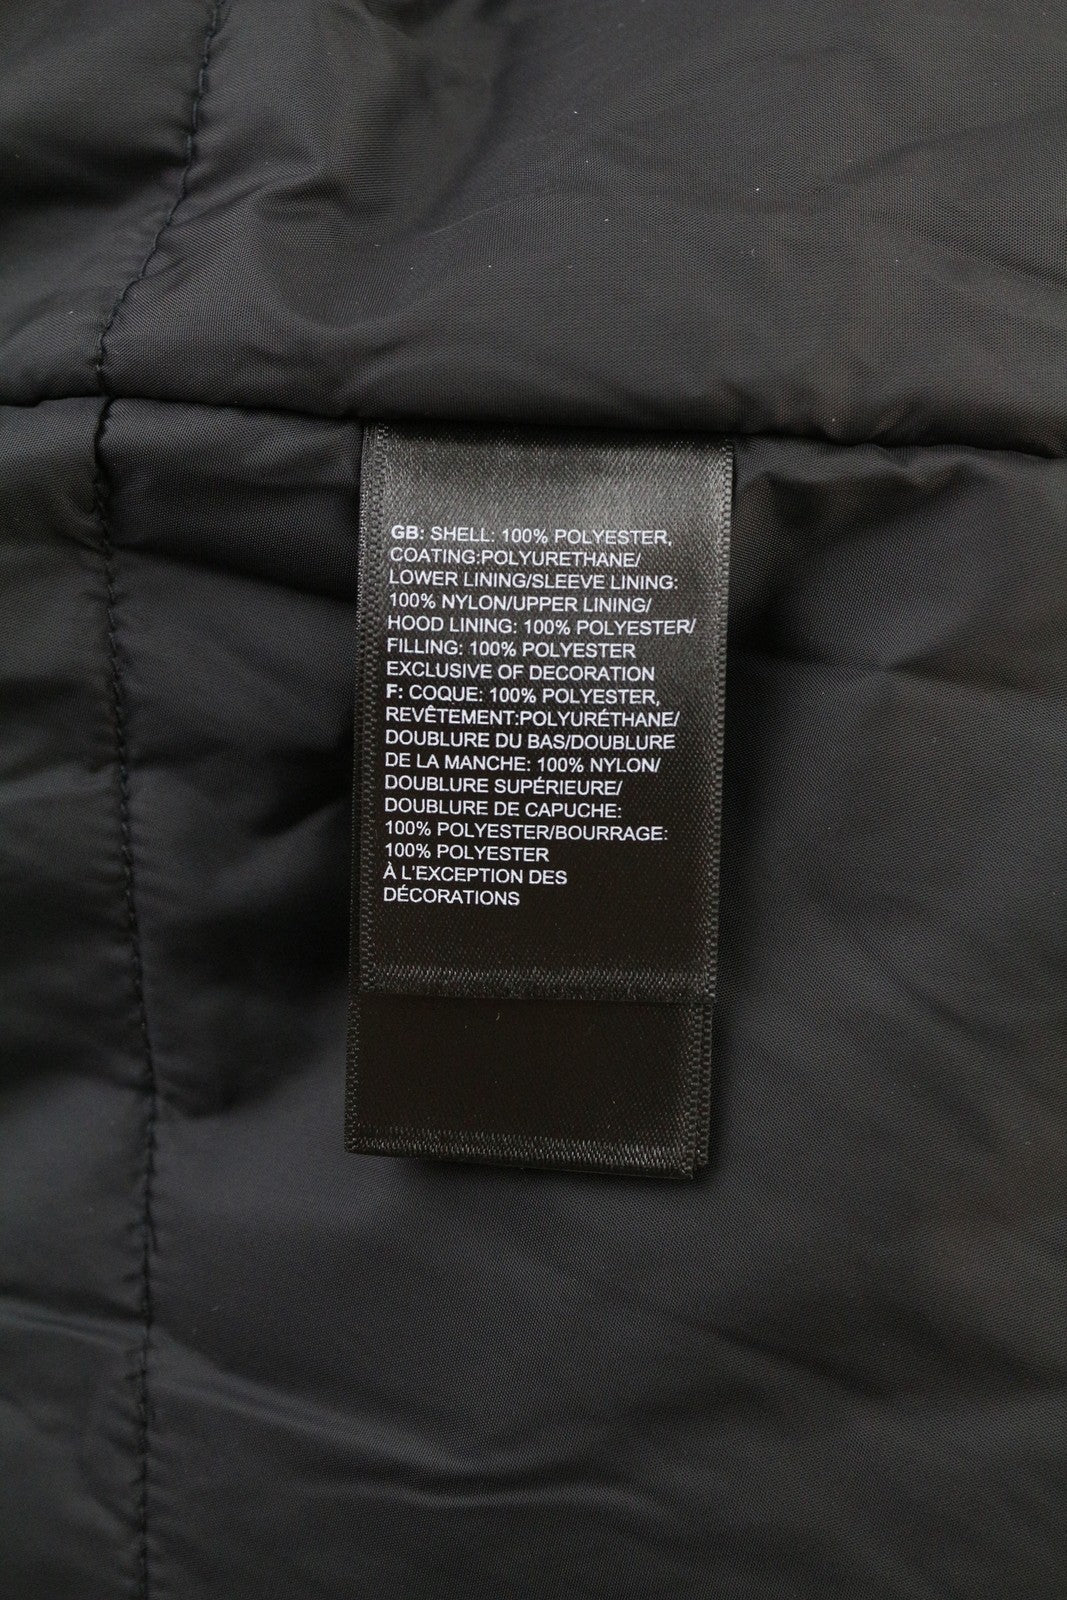 GB: SHELL: 100% POLYESTER,
COATING:POLYURETHANE/
LOWER LINING/SLEEVE LINING:
100% NYLON/UPPER LINING/
HOOD LINING: 100% POLYESTER/
FILLING: 100% POLYESTER
EXCLUSIVE OF DECORATION
F: COQUE: 100% POLYESTER,
REVÊTEMENT:POLYURÉTHANE/
DOUBLURE DU BAS/DOUBLURE
DE LA MANCHE: 100% NYLON/
DOUBLURE SUPÉRIEURE/
DOUBLURE DE CAPUCHE:
100% POLYESTER/BOURRAGE:
100% POLYESTER
À L'EXCEPTION DES
DÉCORATIONS